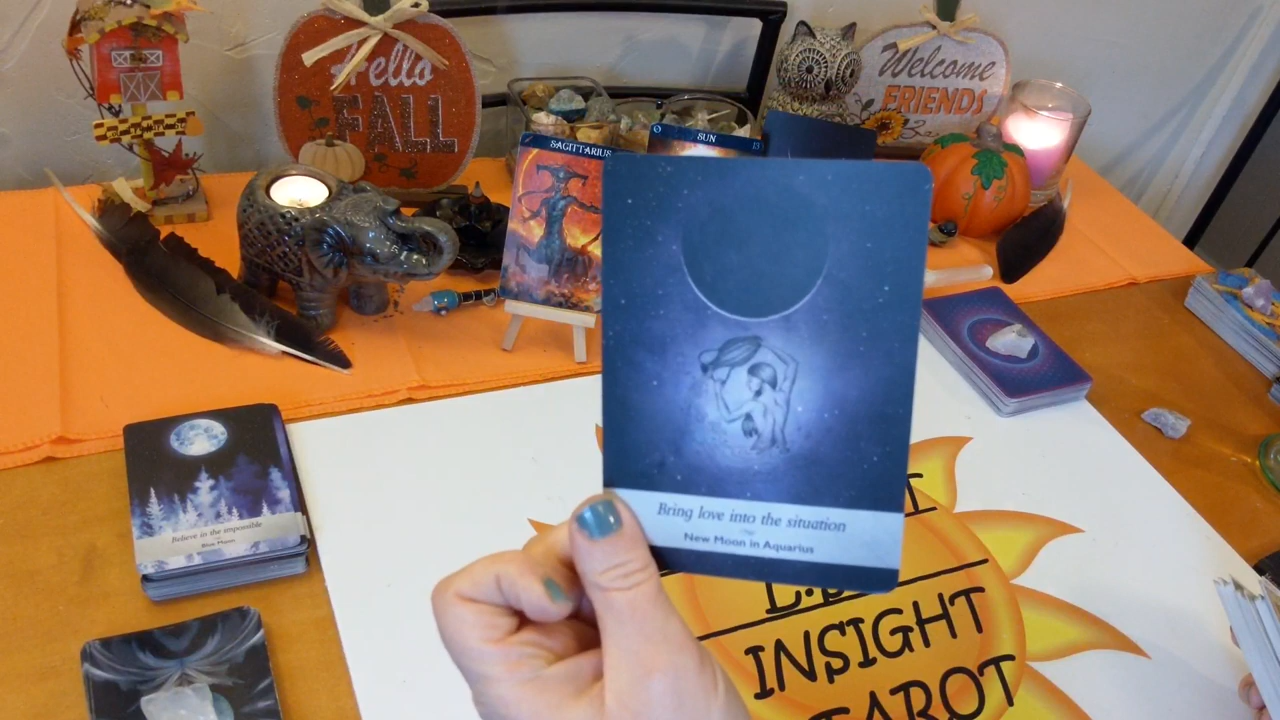 Hello
FALL
Welcome
FRIENDS
SAGITTARIUS
SUN
13
Believe in the impossible
Blue Moon
Bring love into the situation
New Moon in Aquarius
INSIGHT
TAROT